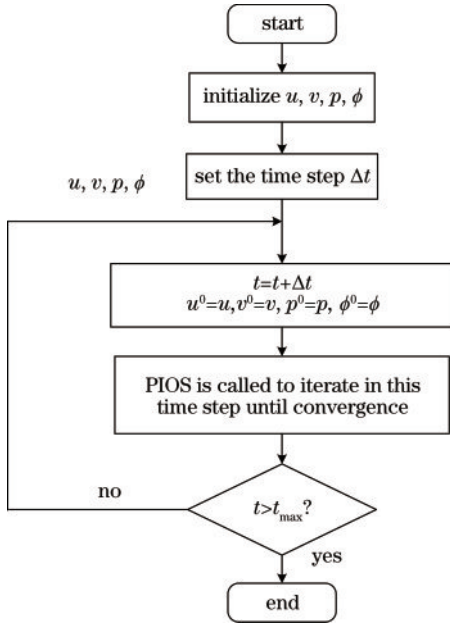 start
initialize u, v, p, ϕ
set the time step Δt
u, v, p, ϕ
t=t+Δt
u⁰=u,v⁰=v, p⁰=p, ϕ⁰=ϕ
PIOS is called to iterate in this
time step until convergence
no
t>tₘₐₓ?
yes
end